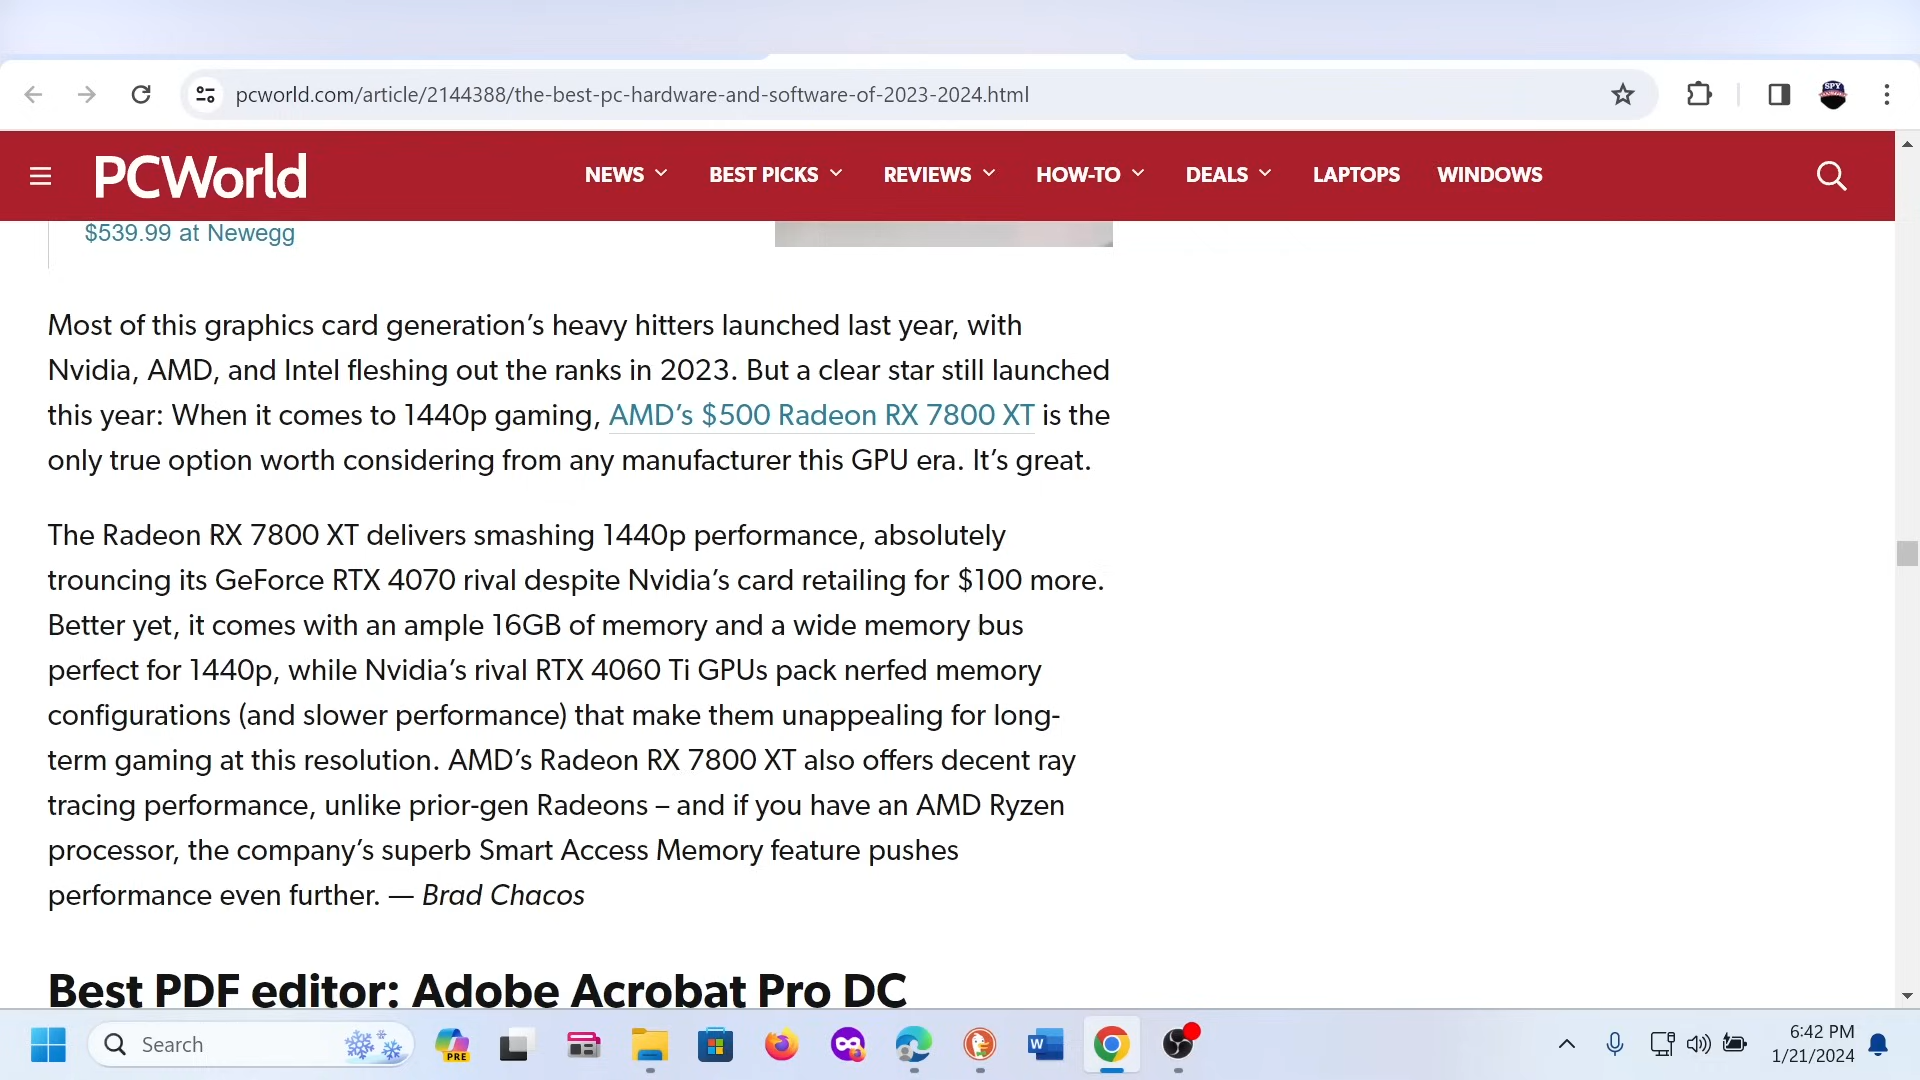 pcworld.com/article/2144388/the-best-pc-hardware-and-software-of-2023-2024.html
SPY
PCWorld
NEWS
BEST PICKS
REVIEWS
HOW-TO
DEALS
LAPTOPS
WINDOWS
$539.99 at Newegg
Most of this graphics card generation’s heavy hitters launched last year, with
Nvidia, AMD, and Intel fleshing out the ranks in 2023. But a clear star still launched
this year: When it comes to 1440p gaming, AMD’s $500 Radeon RX 7800 XT is the
only true option worth considering from any manufacturer this GPU era. It’s great.
The Radeon RX 7800 XT delivers smashing 1440p performance, absolutely
trouncing its GeForce RTX 4070 rival despite Nvidia’s card retailing for $100 more.
Better yet, it comes with an ample 16GB of memory and a wide memory bus
perfect for 1440p, while Nvidia’s rival RTX 4060 Ti GPUs pack nerfed memory
configurations (and slower performance) that make them unappealing for long-
term gaming at this resolution. AMD’s Radeon RX 7800 XT also offers decent ray
tracing performance, unlike prior-gen Radeons – and if you have an AMD Ryzen
processor, the company’s superb Smart Access Memory feature pushes
performance even further. — Brad Chacos
Best PDF editor: Adobe Acrobat Pro DC
Search
PRE
W
6:42 PM
1/21/2024